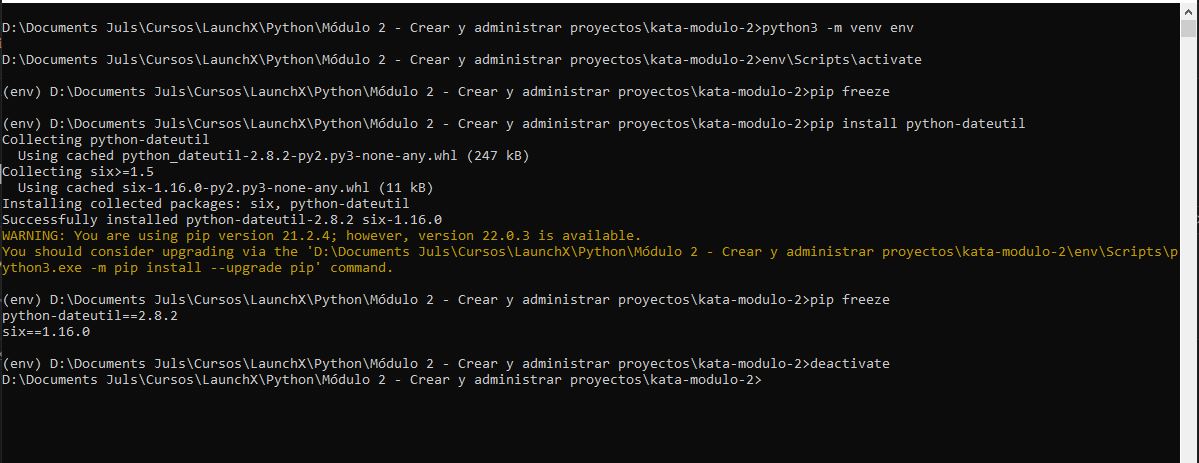 D:\Documents Juls\Cursos\LaunchX\Python\Módulo 2 - Crear y administrar proyectos\kata-modulo-2>python3 -m venv env
D:\Documents Juls\Cursos\LaunchX\Python\Módulo 2 - Crear y administrar proyectos\kata-modulo-2>env\Scripts\activate
(env) D:\Documents Juls\Cursos\LaunchX\Python\Módulo 2 - Crear y administrar proyectos\kata-modulo-2>pip freeze
(env) D:\Documents Juls\Cursos\LaunchX\Python\Módulo 2 - Crear y administrar proyectos\kata-modulo-2>pip install python-dateutil
Collecting python-dateutil
  Using cached python_dateutil-2.8.2-py2.py3-none-any.whl (247 kB)
Collecting six>=1.5
  Using cached six-1.16.0-py2.py3-none-any.whl (11 kB)
Installing collected packages: six, python-dateutil
Successfully installed python-dateutil-2.8.2 six-1.16.0
WARNING: You are using pip version 21.2.4; however, version 22.0.3 is available.
You should consider upgrading via the 'D:\Documents Juls\Cursos\LaunchX\Python\Módulo 2 - Crear y administrar proyectos\kata-modulo-2\env\Scripts\p
ython3.exe -m pip install --upgrade pip' command.
(env) D:\Documents Juls\Cursos\LaunchX\Python\Módulo 2 - Crear y administrar proyectos\kata-modulo-2>pip freeze
python-dateutil==2.8.2
six==1.16.0
(env) D:\Documents Juls\Cursos\LaunchX\Python\Módulo 2 - Crear y administrar proyectos\kata-modulo-2>deactivate
D:\Documents Juls\Cursos\LaunchX\Python\Módulo 2 - Crear y administrar proyectos\kata-modulo-2>